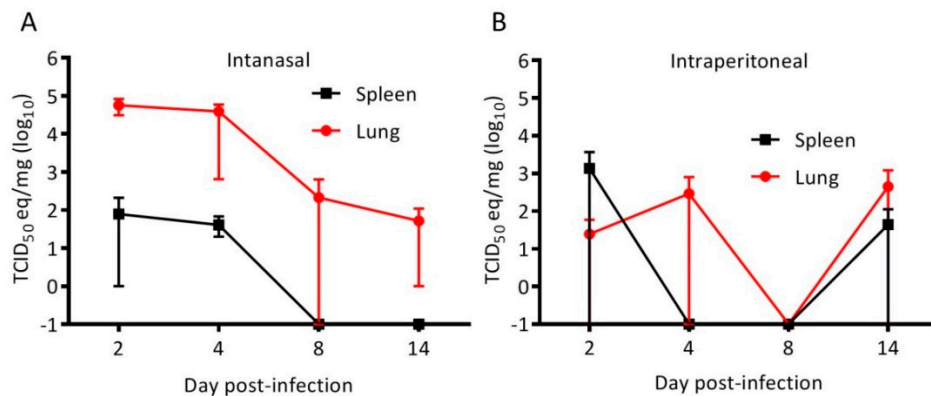 A
Intanasal
Spleen
Lung
TCID50 eq/mg (log10)
6
5
4
3
2
1
0
-1
2
4
8
14
Day post-infection
B
Intraperitoneal
Spleen
Lung
TCID50 eq/mg (log10)
6
5
4
3
2
1
0
-1
2
4
8
14
Day post-infection